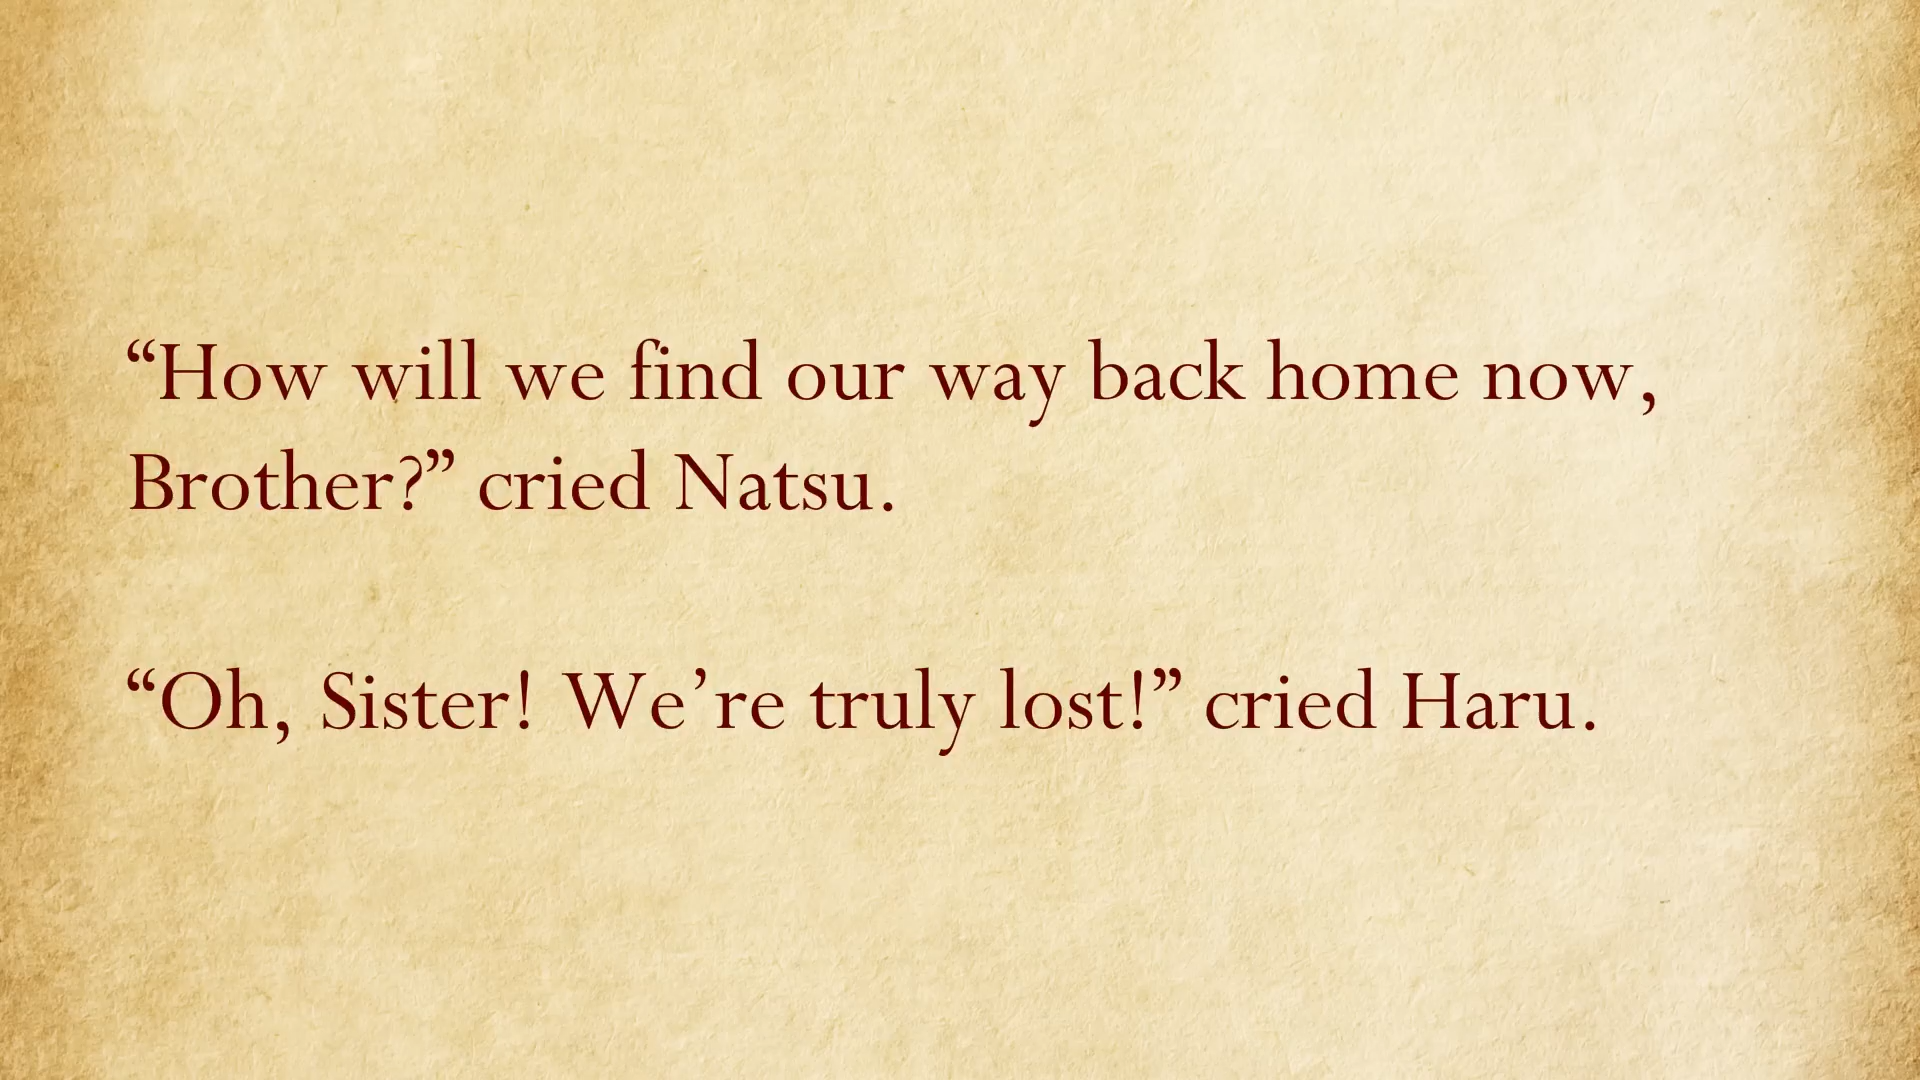 “How will we find our way back home now,
Brother?” cried Natsu.
“Oh, Sister! We’re truly lost!” cried Haru.